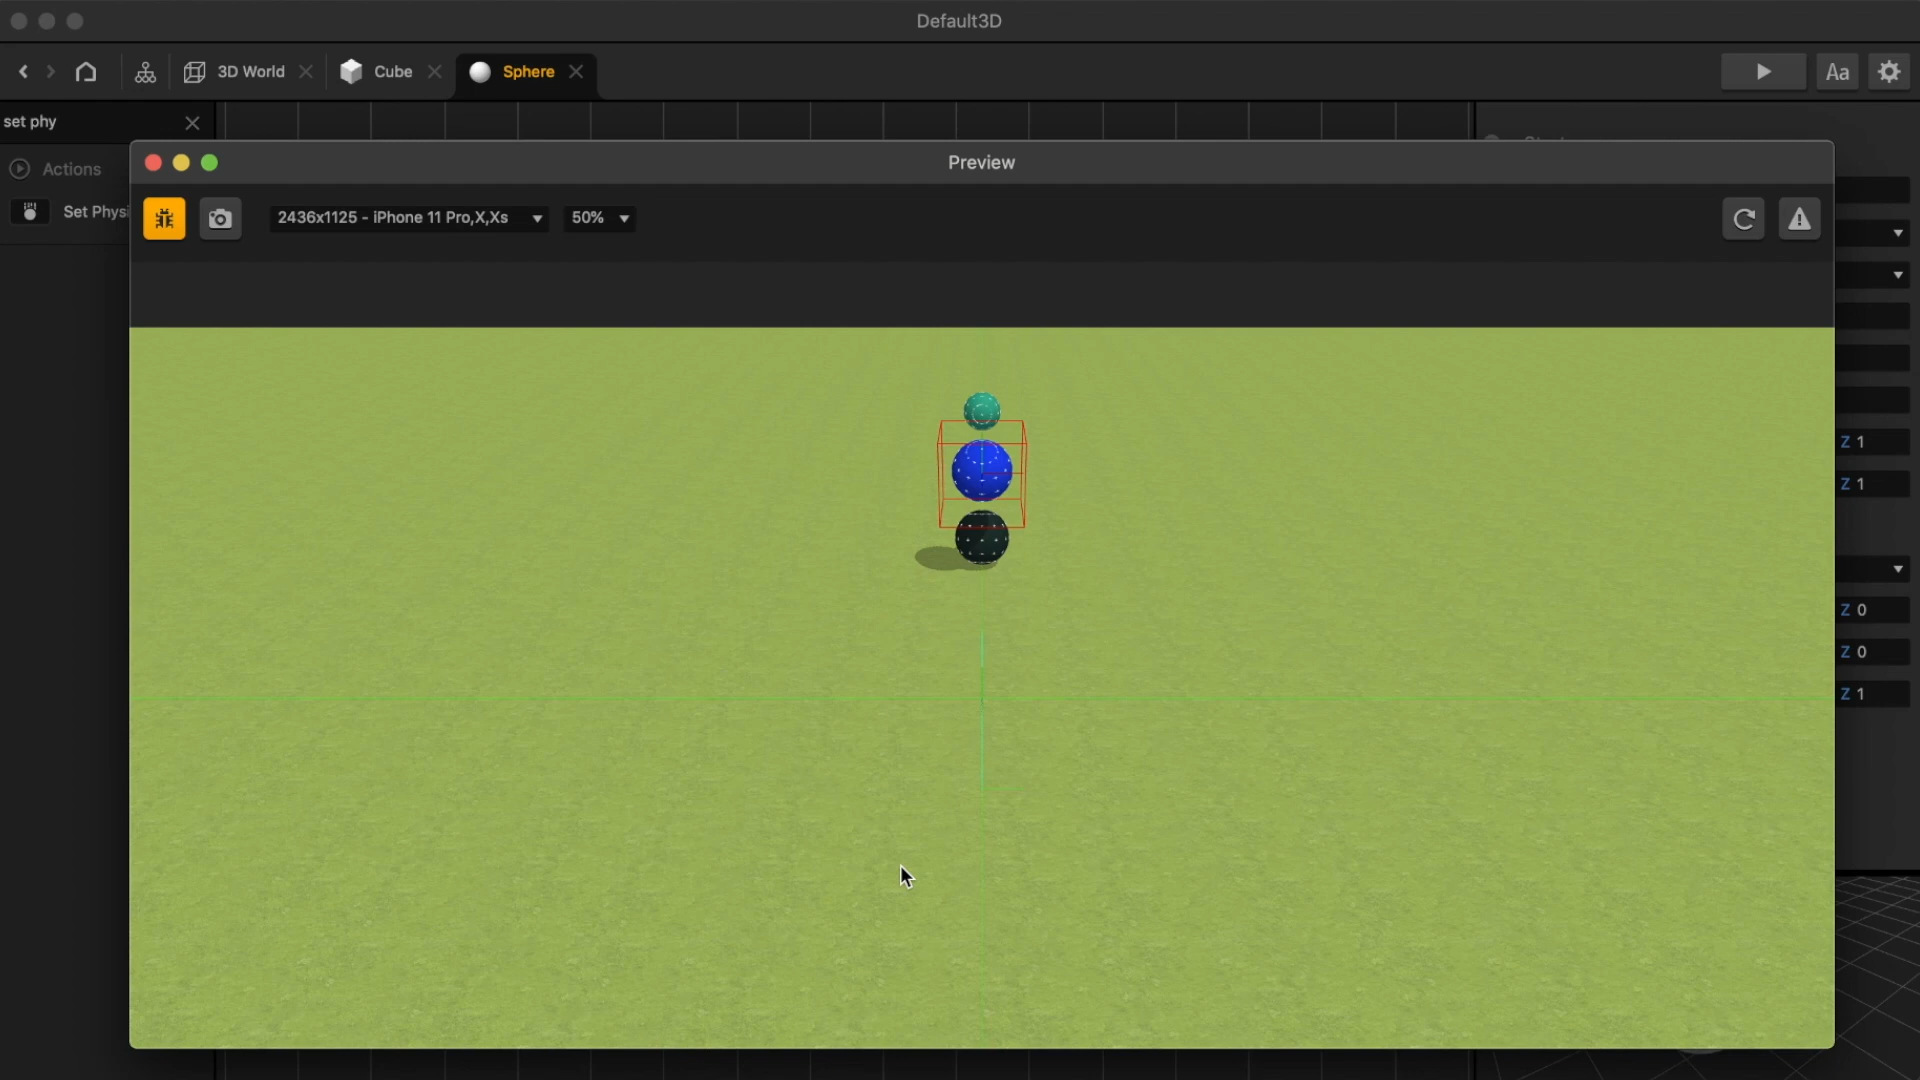 Default3D
3D World
Cube
Sphere
Aa
set phy
Actions
Set Physi
Preview
2436x1125 - iPhone 11 Pro,X,Xs
50%
Z 1
Z 1
Z 0
Z 0
Z 1